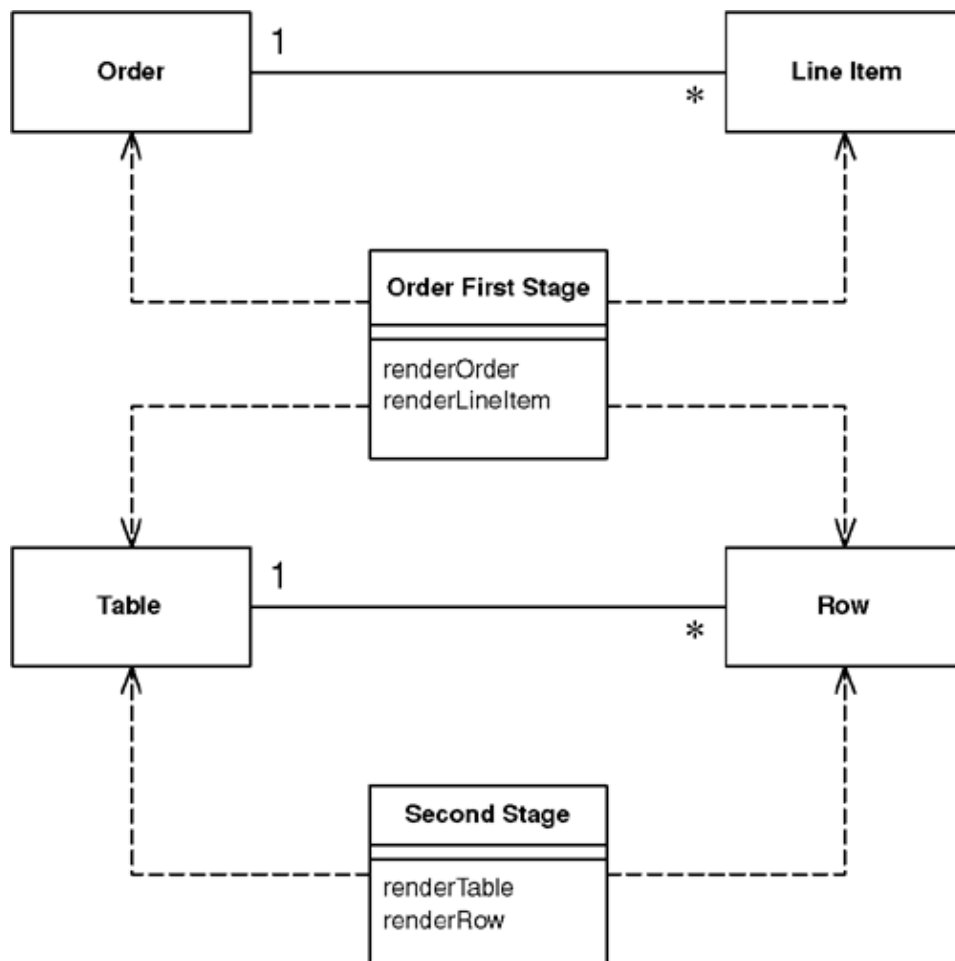 Order
1
*
Line Item
Order First Stage
renderOrder
renderLineItem
Table
1
*
Row
Second Stage
renderTable
renderRow